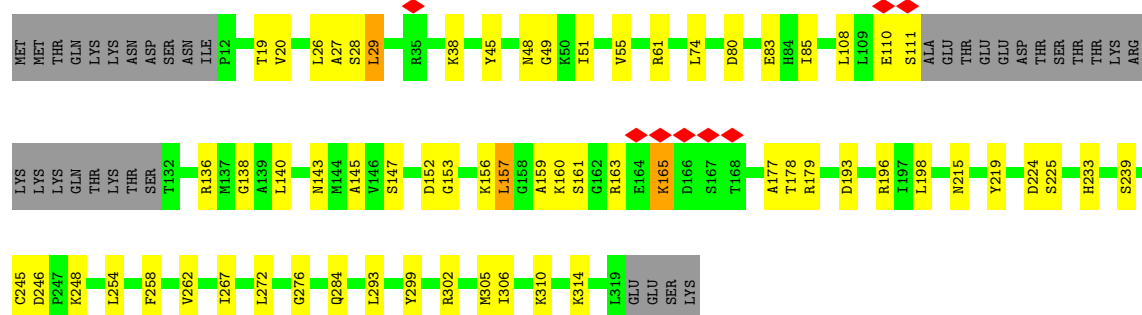 MET MET THR GLN LYS LYS ASN ASP SER ASN ILE P12 T19 V20 L26 A27 S28 L29 R35 K38 Y45 N48 G49 K50 I51 V55 R61 L74 D80 E83 H84 I85 L108 L109 E110 S111 ALA GLU THR GLU GLU ASP THR SER THR THR LYS ARG
LYS LYS LYS GLN THR LYS THR SER T132 R136 M137 G138 A139 L140 N143 M144 A145 V146 S147 D152 G153 K156 L157 G158 A159 K160 S161 G162 R163 E164 K165 D166 S167 T168 A177 T178 R179 D193 R196 I197 L198 N215 Y219 D224 S225 H233 S239
C245 D246 P247 K248 L254 F258 V262 I267 L272 G276 Q284 L293 Y299 R302 M305 I306 K310 K314 L319 GLU GLU SER LYS